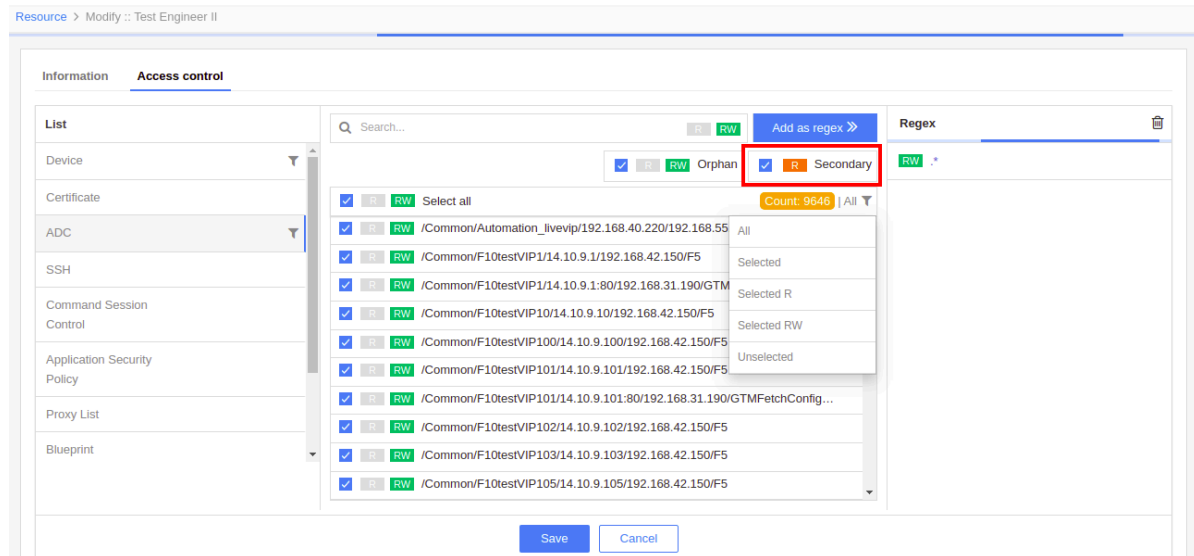 Resource > Modify :: Test Engineer II
Information Access control
List
Device
Certificate
ADC
SSH
Command Session
Control
Application Security
Policy
Proxy List
Blueprint
Search... R RW Add as regex
R RW Orphan R Secondary
R RW Select all Count: 9646 | All
R RW /Common/Automation_livevip/192.168.40.220/192.168.55
R RW /Common/F10testVIP1/14.10.9.1/192.168.42.150/F5
R RW /Common/F10testVIP1/14.10.9.1:80/192.168.31.190/GTM
R RW /Common/F10testVIP10/14.10.9.10/192.168.42.150/F5
R RW /Common/F10testVIP100/14.10.9.100/192.168.42.150/F5
R RW /Common/F10testVIP101/14.10.9.101/192.168.42.150/F5
R RW /Common/F10testVIP101/14.10.9.101:80/192.168.31.190/GTMFetchConfig...
R RW /Common/F10testVIP102/14.10.9.102/192.168.42.150/F5
R RW /Common/F10testVIP103/14.10.9.103/192.168.42.150/F5
R RW /Common/F10testVIP105/14.10.9.105/192.168.42.150/F5
All
Selected
Selected R
Selected RW
Unselected
Regex
RW .*
Save Cancel